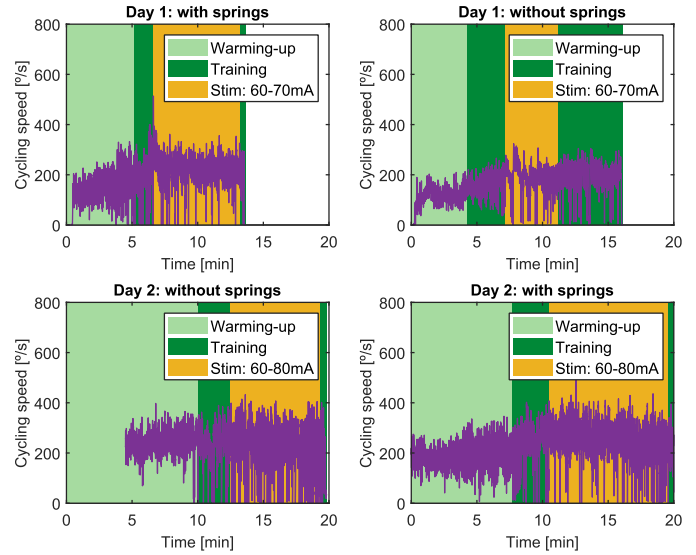 Day 1: with springs
800
600
400
200
0
Cycling speed [º/s]
Warming-up
Training
Stim: 60-70mA
0 5 10 15 20
Time [min]
Day 1: without springs
800
600
400
200
0
Cycling speed [º/s]
Warming-up
Training
Stim: 60-70mA
0 5 10 15 20
Time [min]
Day 2: without springs
800
600
400
200
0
Cycling speed [º/s]
Warming-up
Training
Stim: 60-80mA
0 5 10 15 20
Time [min]
Day 2: with springs
800
600
400
200
0
Cycling speed [º/s]
Warming-up
Training
Stim: 60-80mA
0 5 10 15 20
Time [min]